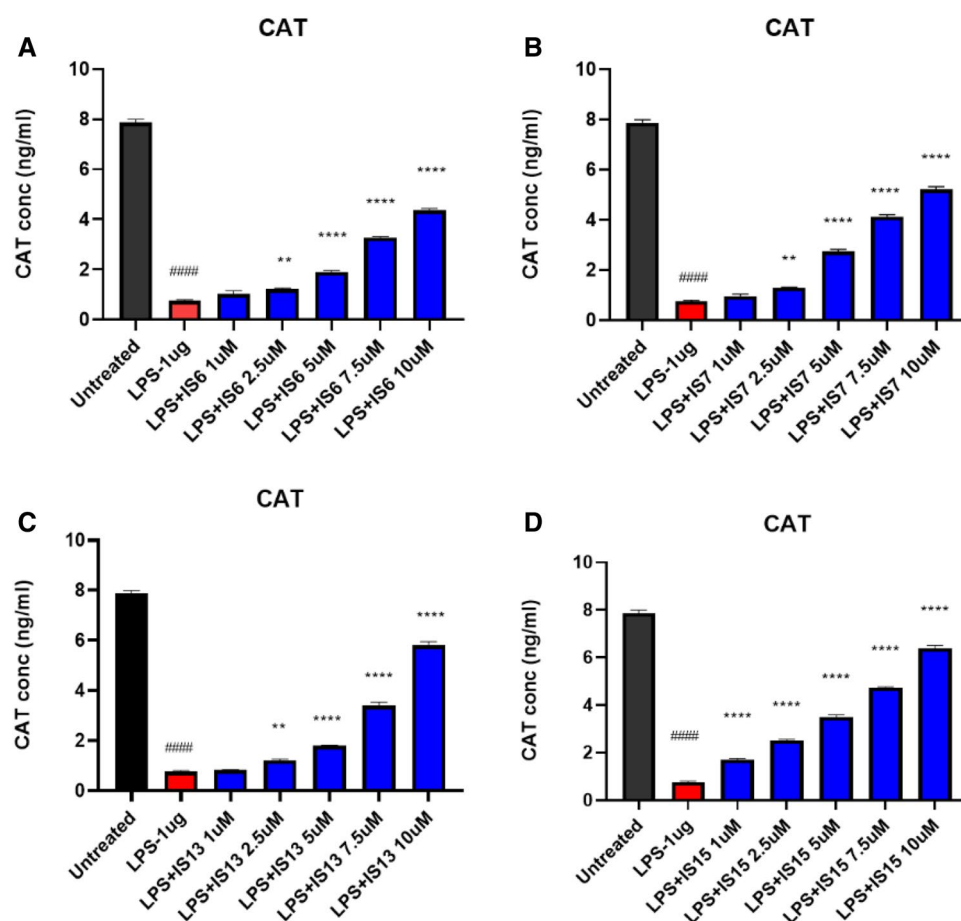 A
CAT
CAT conc (ng/ml)
10
8
6
4
2
0
####
**
****
****
****
Untreated
LPS-1ug
LPS+IS6 1uM
LPS+IS6 2.5uM
LPS+IS6 5uM
LPS+IS6 7.5uM
LPS+IS6 10uM
B
CAT
CAT conc (ng/ml)
10
8
6
4
2
0
####
**
****
****
****
Untreated
LPS-1ug
LPS+IS7 1uM
LPS+IS7 2.5uM
LPS+IS7 5uM
LPS+IS7 7.5uM
LPS+IS7 10uM
C
CAT
CAT conc (ng/ml)
10
8
6
4
2
0
####
**
****
****
****
Untreated
LPS-1ug
LPS+IS13 1uM
LPS+IS13 2.5uM
LPS+IS13 5uM
LPS+IS13 7.5uM
LPS+IS13 10uM
D
CAT
CAT conc (ng/ml)
10
8
6
4
2
0
####
****
****
****
****
****
Untreated
LPS-1ug
LPS+IS15 1uM
LPS+IS15 2.5uM
LPS+IS15 5uM
LPS+IS15 7.5uM
LPS+IS15 10uM